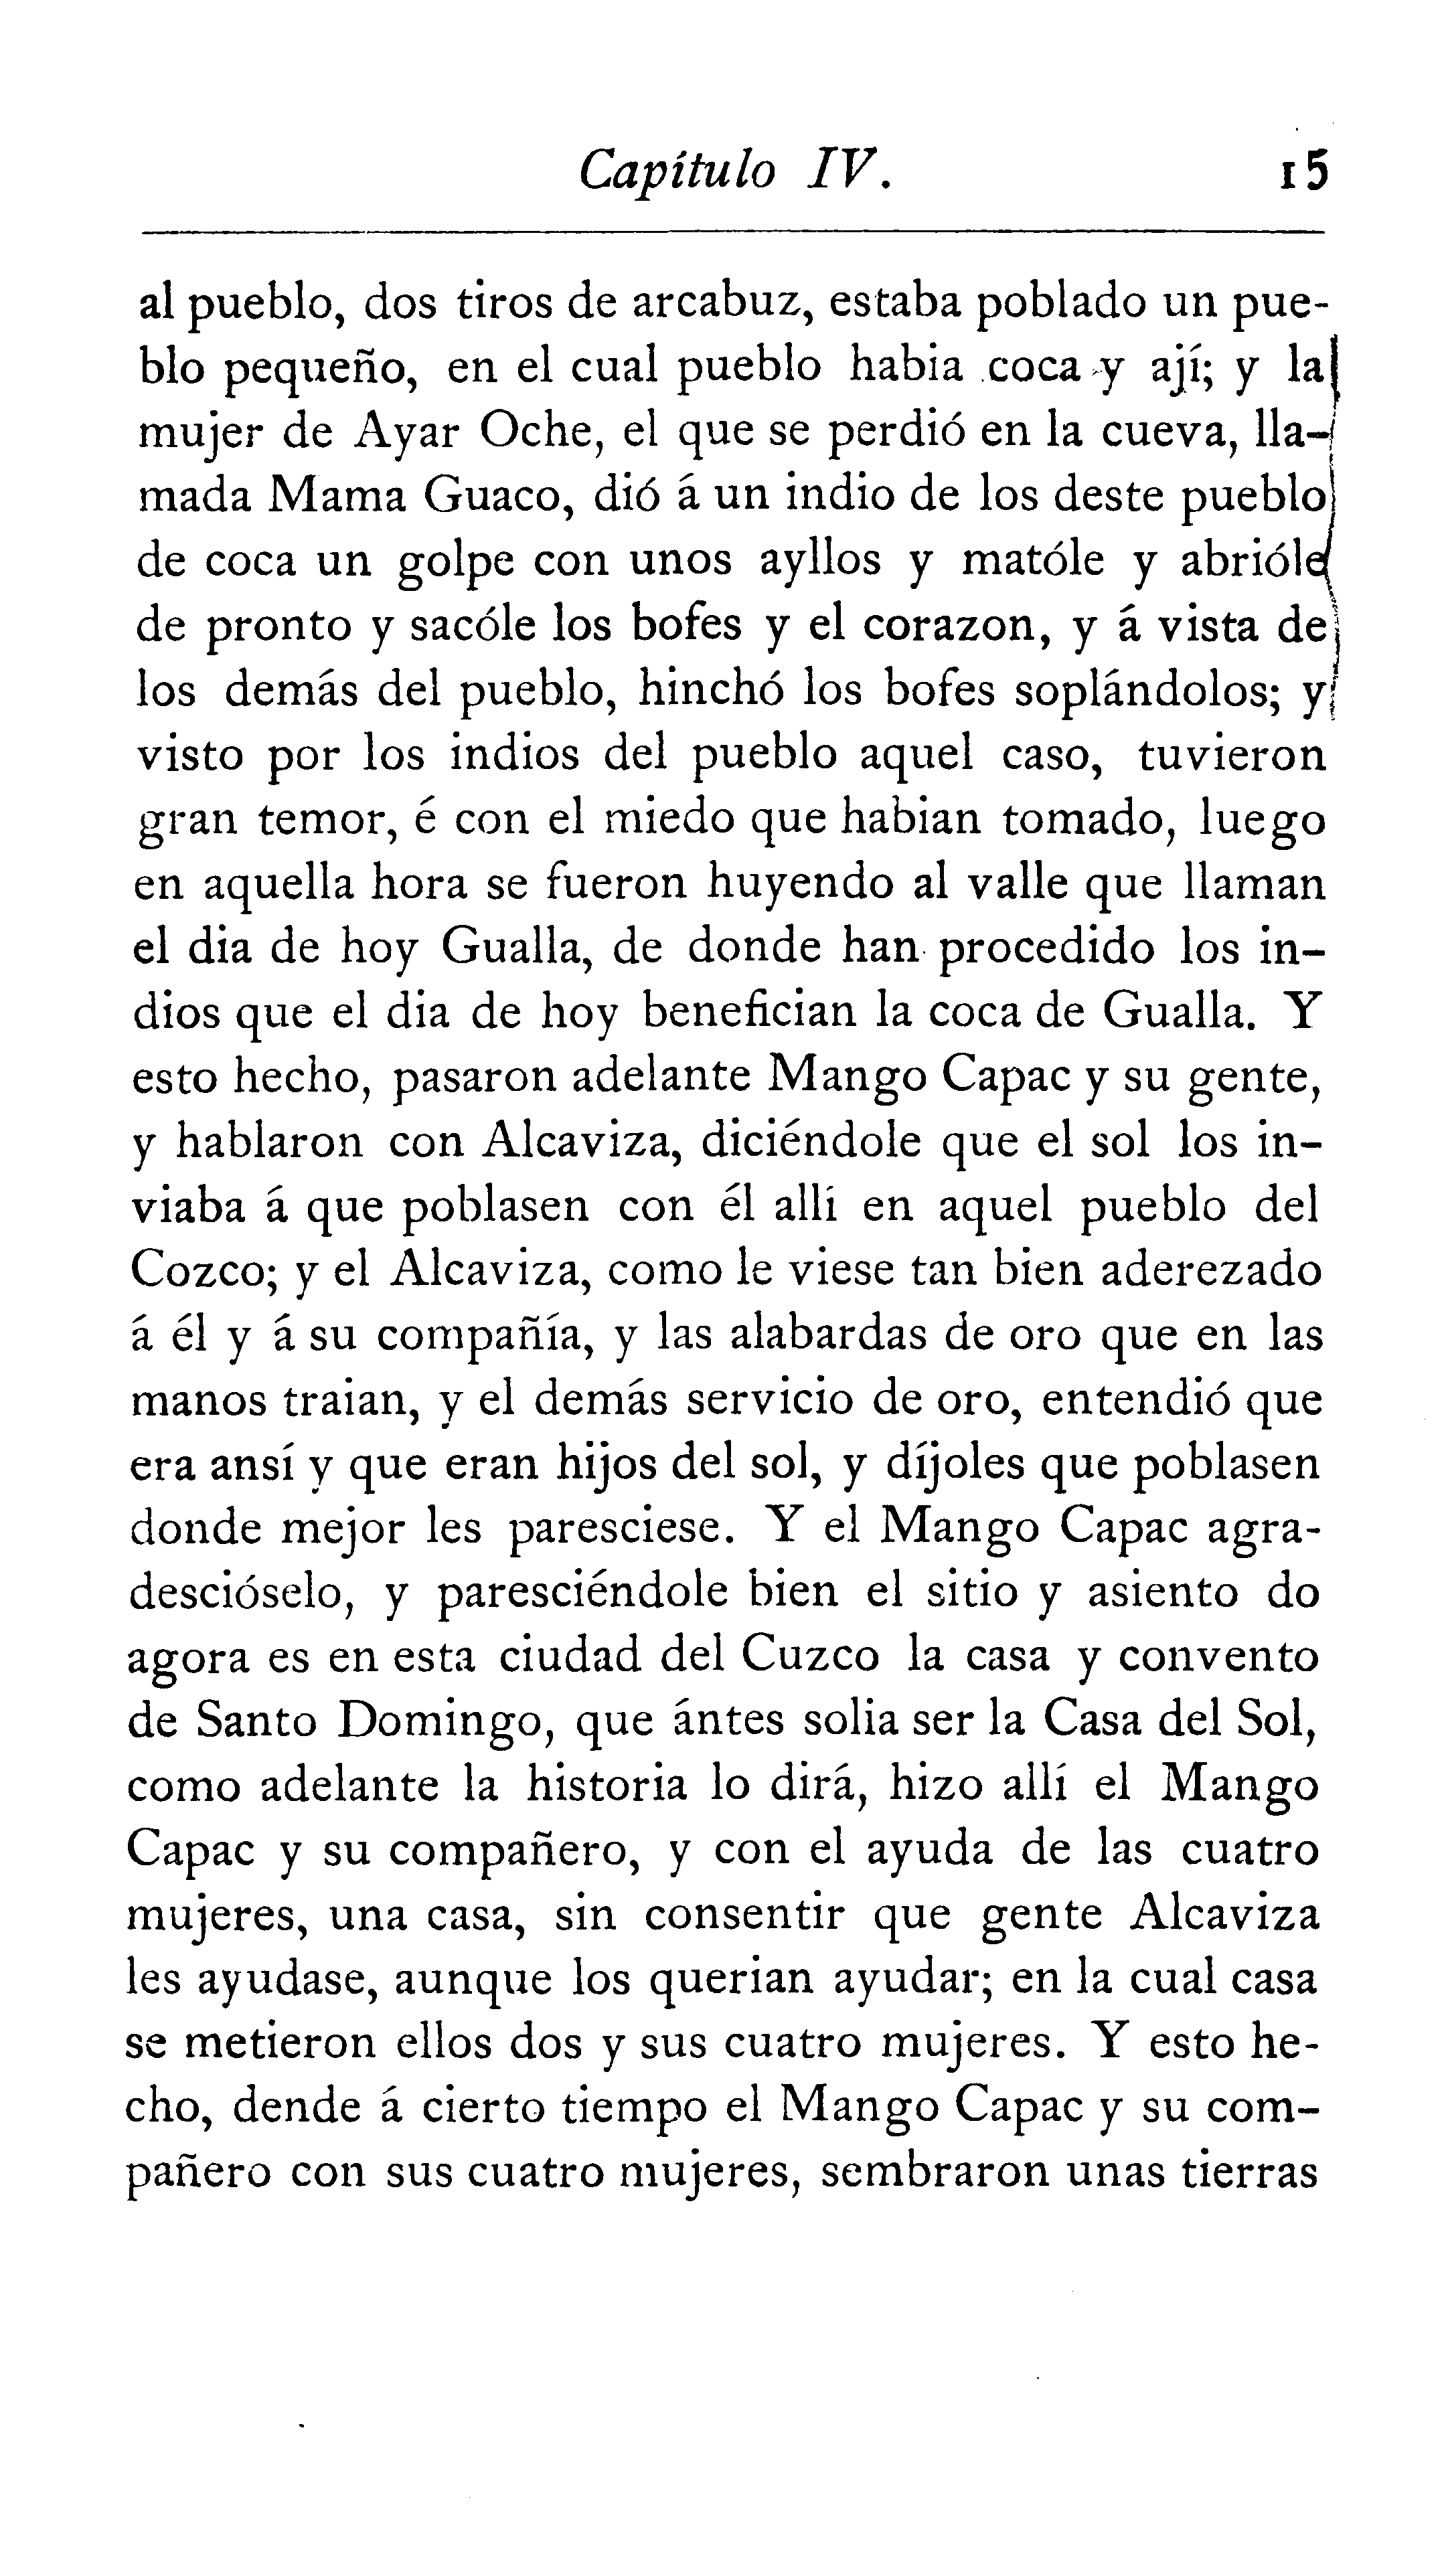 Capítulo IV. 15
al pueblo, dos tiros de arcabuz, estaba poblado un pue-
blo pequeño, en el cual pueblo habia coca y ají; y la
mujer de Ayar Oche, el que se perdió en la cueva, lla-
mada Mama Guaco, dió á un indio de los deste pueblo
de coca un golpe con unos ayllos y matóle y abrióle
de pronto y sacóle los bofes y el corazon, y á vista de
los demás del pueblo, hinchó los bofes soplándolos; y
visto por los indios del pueblo aquel caso, tuvieron
gran temor, é con el miedo que habian tomado, luego
en aquella hora se fueron huyendo al valle que llaman
el dia de hoy Gualla, de donde han procedido los in-
dios que el dia de hoy benefician la coca de Gualla. Y
esto hecho, pasaron adelante Mango Capac y su gente,
y hablaron con Alcaviza, diciéndole que el sol los in-
viaba á que poblasen con él allí en aquel pueblo del
Cozco; y el Alcaviza, como le viese tan bien aderezado
á él y á su compañía, y las alabardas de oro que en las
manos traian, y el demás servicio de oro, entendió que
era ansí y que eran hijos del sol, y díjoles que poblasen
donde mejor les paresciese. Y el Mango Capac agra-
descióselo, y paresciéndole bien el sitio y asiento do
agora es en esta ciudad del Cuzco la casa y convento
de Santo Domingo, que ántes solia ser la Casa del Sol,
como adelante la historia lo dirá, hizo allí el Mango
Capac y su compañero, y con el ayuda de las cuatro
mujeres, una casa, sin consentir que gente Alcaviza
les ayudase, aunque los querian ayudar; en la cual casa
se metieron ellos dos y sus cuatro mujeres. Y esto he-
cho, dende á cierto tiempo el Mango Capac y su com-
pañero con sus cuatro mujeres, sembraron unas tierras